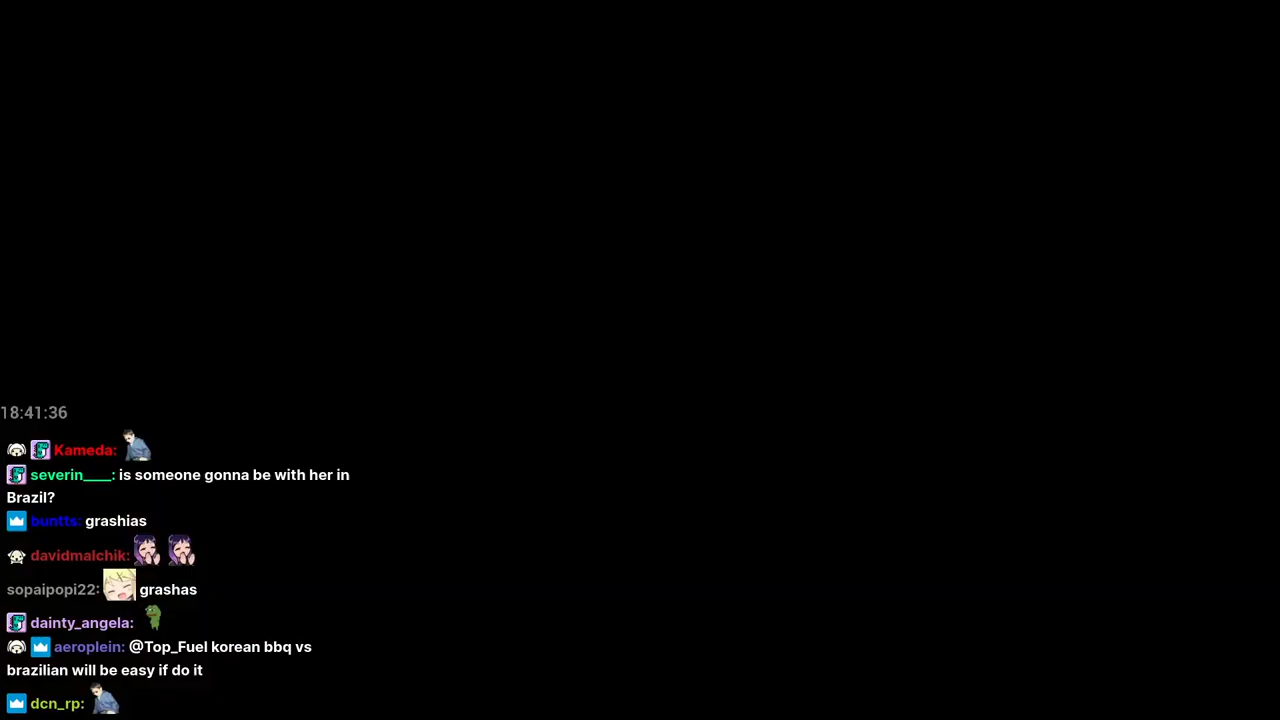 18:41:36
Kameda:
severin____: is someone gonna be with her in
Brazil?
buntts: grashias
davidmalchik:
sopaipopi22: grashas
dainty_angela:
aeroplein: @Top_Fuel korean bbq vs
brazilian will be easy if do it
dcn_rp: